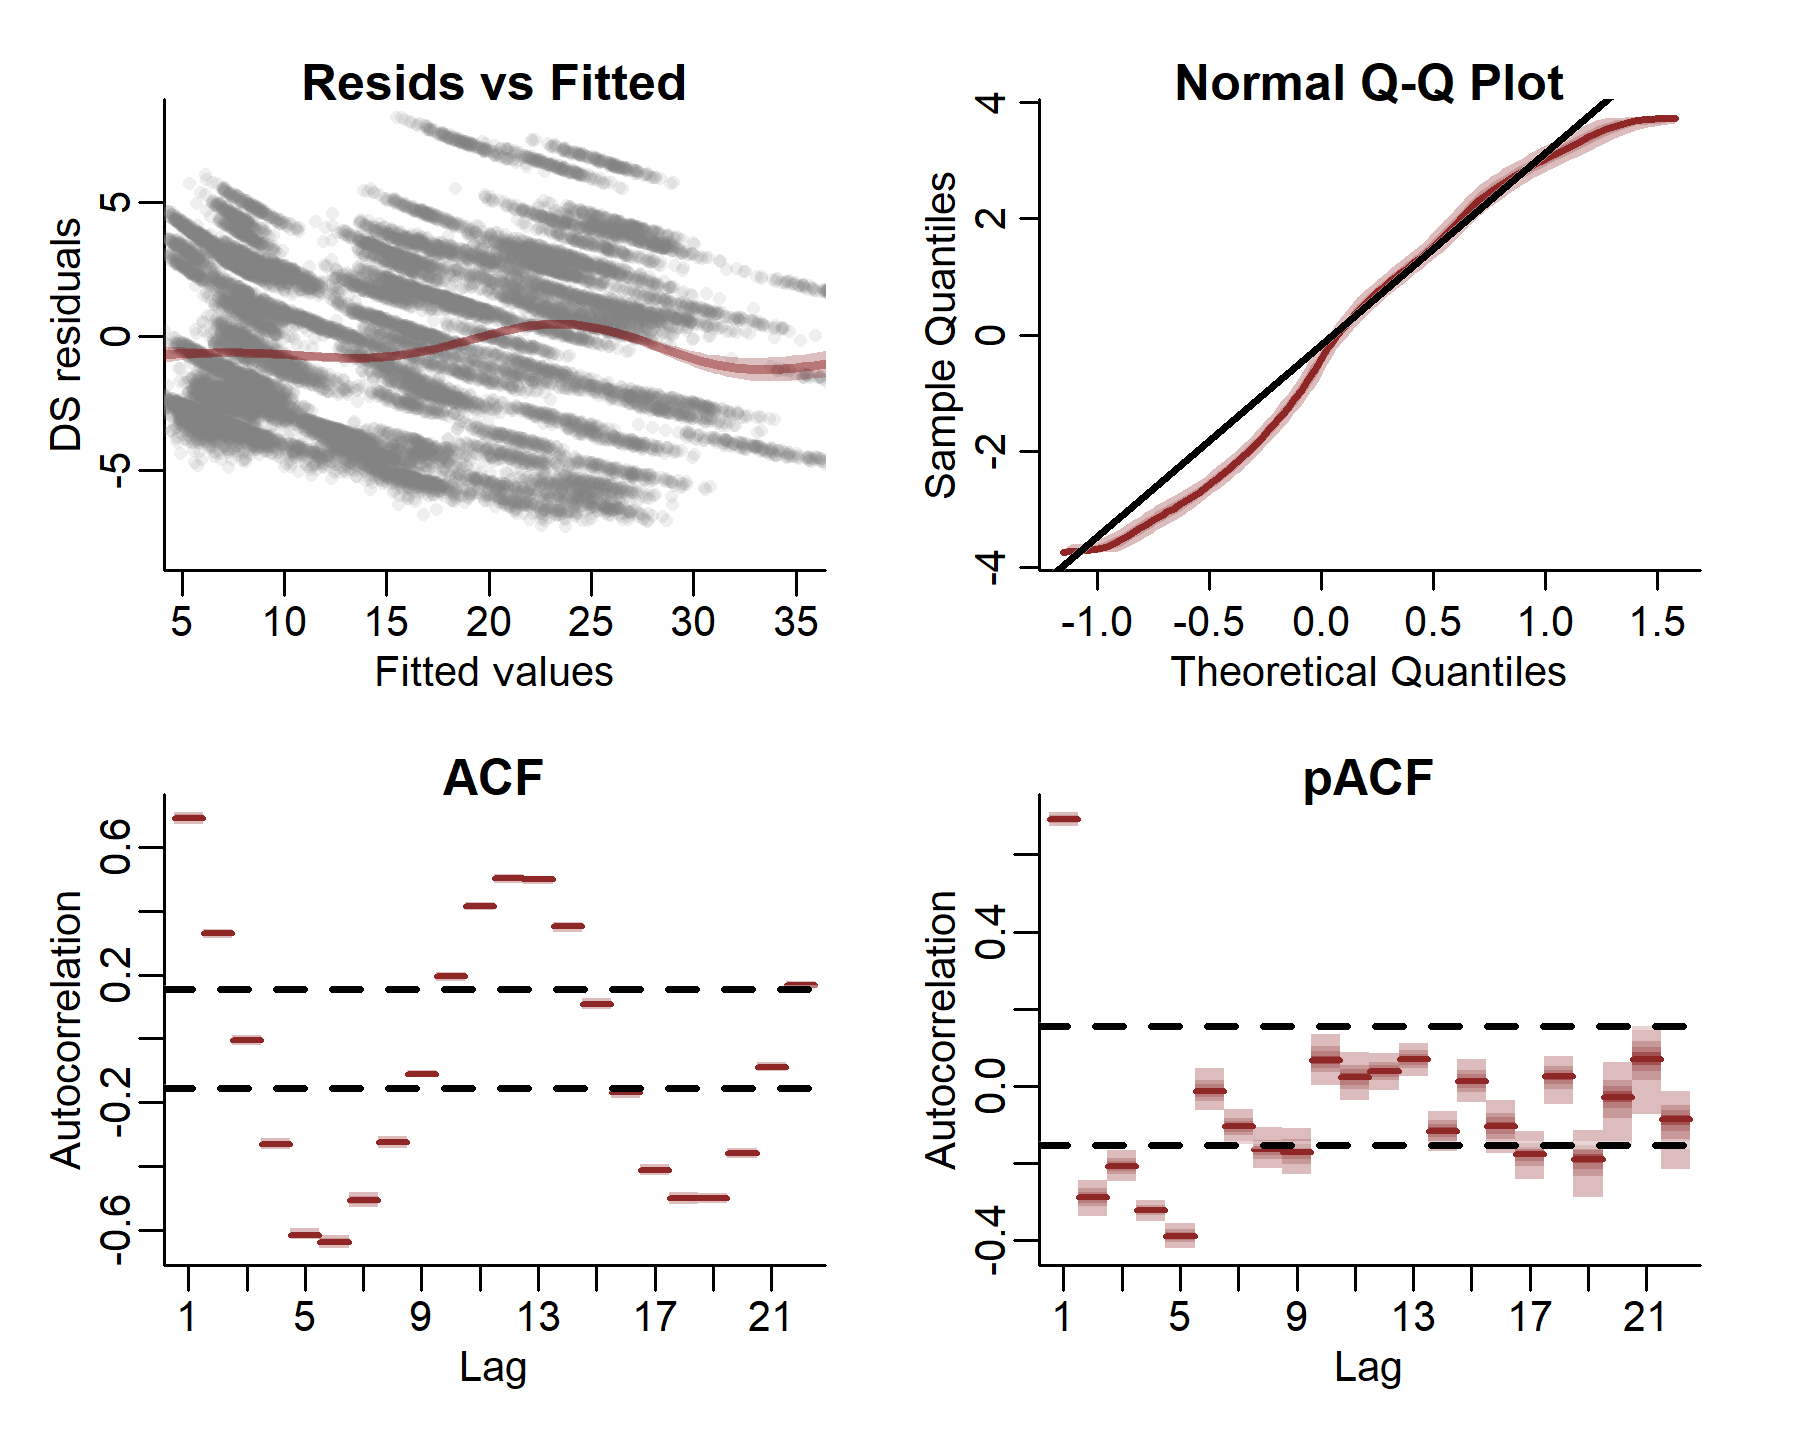 Resids vs Fitted
DS residuals
5
0
-5
5 10 15 20 25 30 35
Fitted values
Normal Q-Q Plot
Sample Quantiles
4
2
0
-2
-4
-1.0 -0.5 0.0 0.5 1.0 1.5
Theoretical Quantiles
ACF
Autocorrelation
0.6
0.2
-0.2
-0.6
1 5 9 13 17 21
Lag
pACF
Autocorrelation
0.4
0.0
-0.4
1 5 9 13 17 21
Lag